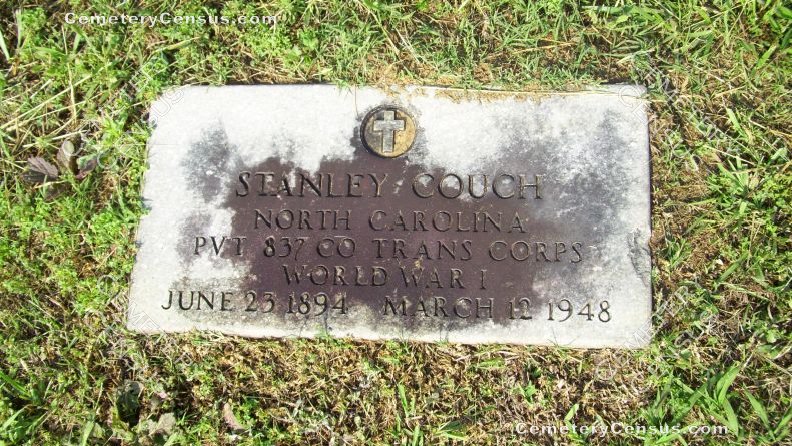 CemeteryCensus.com
STANLEY COUCH
NORTH CAROLINA
PVT 837 CO TRANS CORPS
WORLD WAR I
JUNE 23 1894 MARCH 12 1948
CemeteryCensus.com